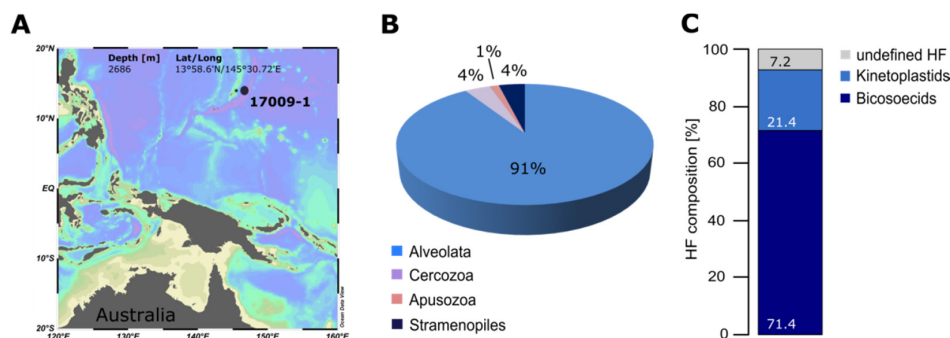 A
20°N
10°N
EQ
10°S
20°S
120°E
130°E
140°E
150°E
160°E
Depth [m] Lat/Long
2686 13°58.6'N/145°30.72'E
17009-1
Australia
Ocean Data View
B
1%
4%
4%
91%
Alveolata
Cercozoa
Apusozoa
Stramenopiles
C
HF composition [%]
100
80
60
40
20
0
7.2
21.4
71.4
undefined HF
Kinetoplastids
Bicosoecids